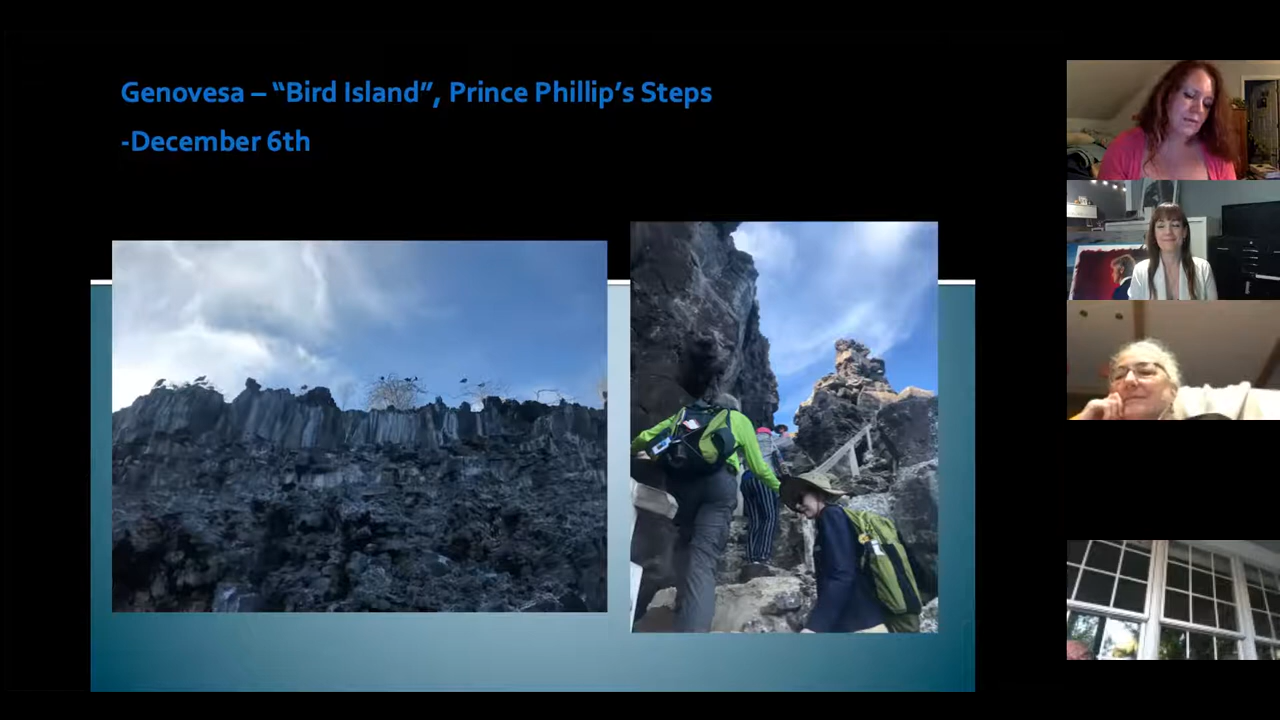 Genovesa – “Bird Island”, Prince Phillip’s Steps
-December 6th